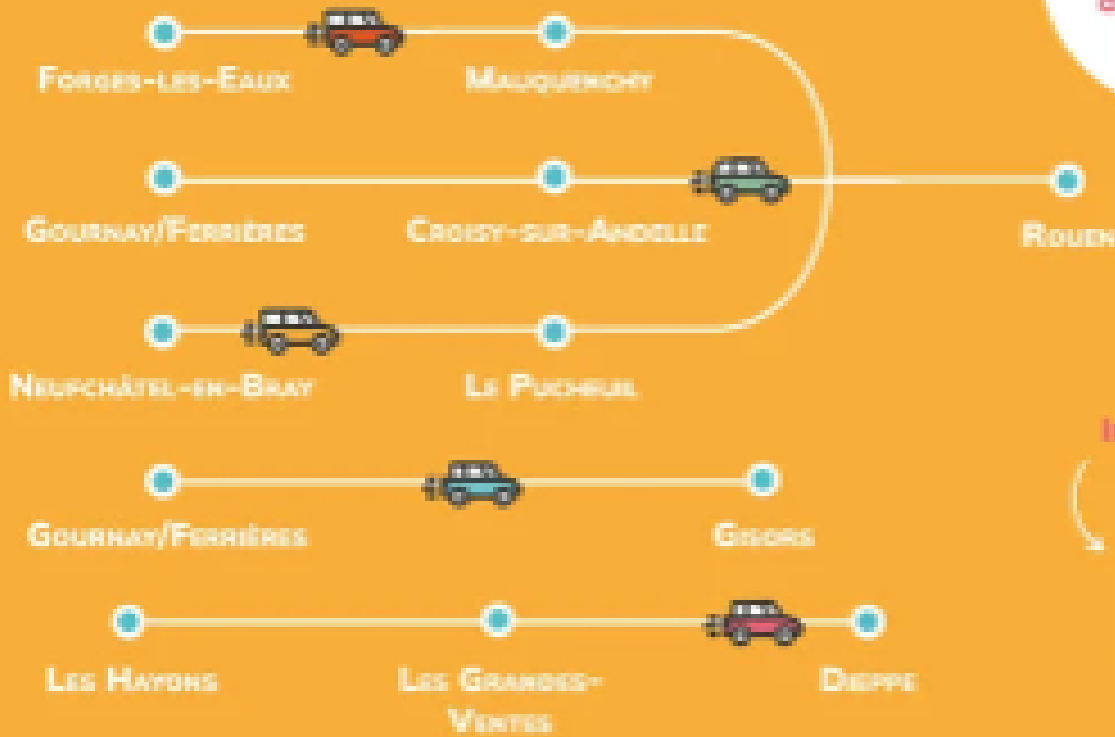 Forges-les-Eaux
Mauquenchy
Gournay/Ferrières
Croisy-sur-Andelle
Rouen
Neufchâtel-en-Bray
Le Pucheuil
Gournay/Ferrières
Gisors
Les Hayons
Les Grandes-
Ventes
Dieppe